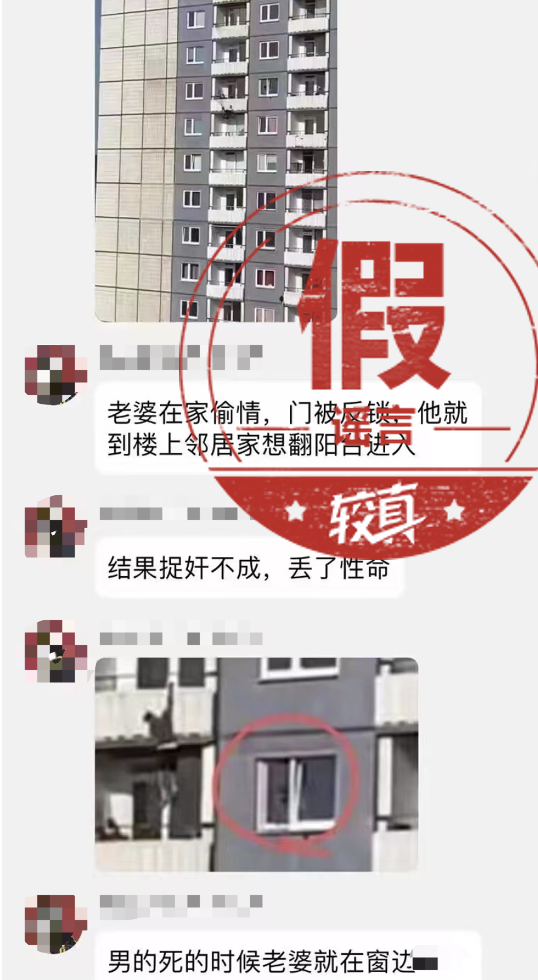 假
谣言
较真
老婆在家偷情，门被反锁，他就
到楼上邻居家想翻阳台进入
结果捉奸不成，丢了性命
男的死的时候老婆就在窗边